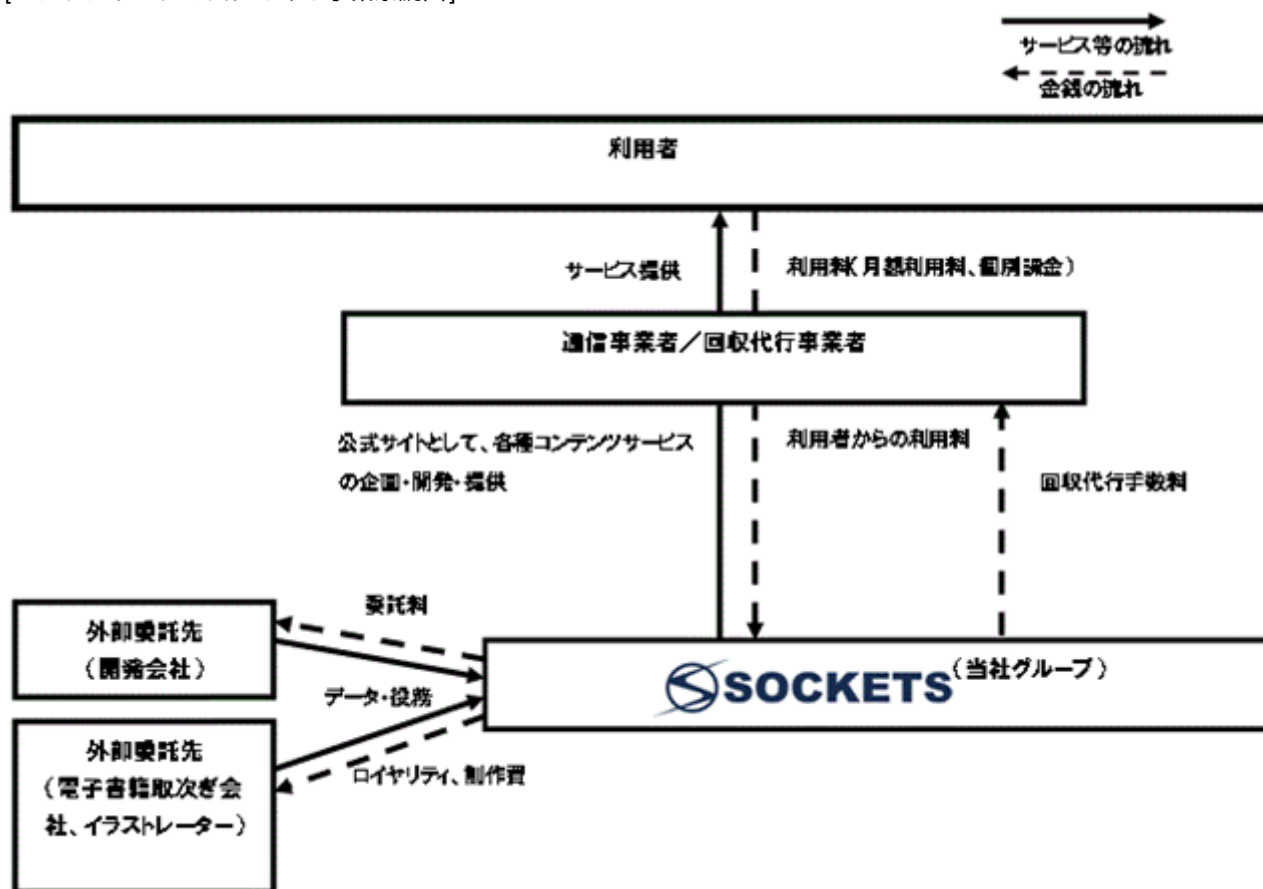 サービス等の流れ
金銭の流れ
利用者
サービス提供
利用料(月額利用料、個別課金)
通信事業者／回収代行事業者
公式サイトとして、各種コンテンツサービス
の企画・開発・提供
利用者からの利用料
回収代行手数料
委託料
外部委託先
（開発会社）
データ・役務
SOCKETS（当社グループ）
外部委託先
（電子書籍取次ぎ会
社、イラストレーター）
ロイヤリティ、制作費